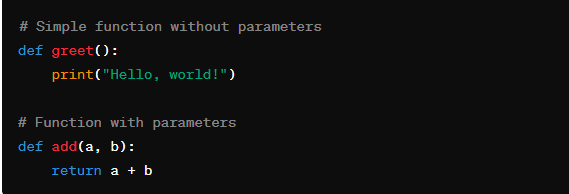 # Simple function without parameters
def greet():
    print("Hello, world!")

# Function with parameters
def add(a, b):
    return a + b